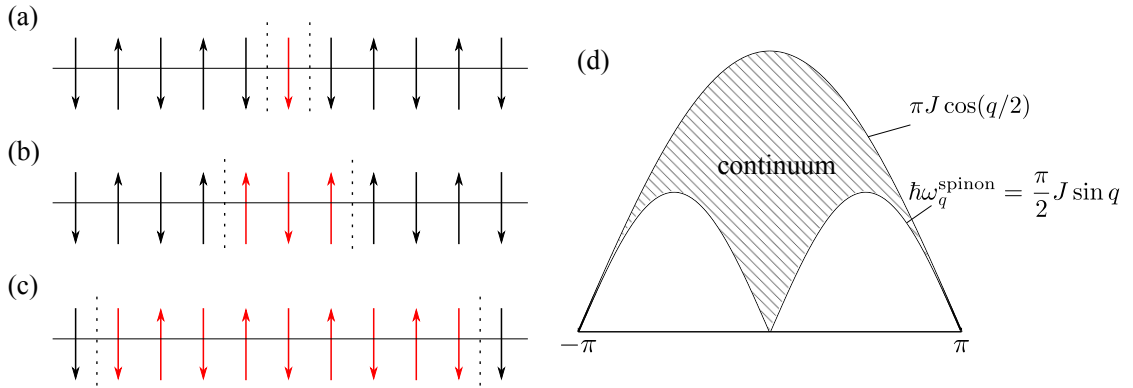 (a)
(b)
(c)
(d)
πJ cos(q/2)
continuum
ℏω_q^spinon = π/2 J sin q
−π
π